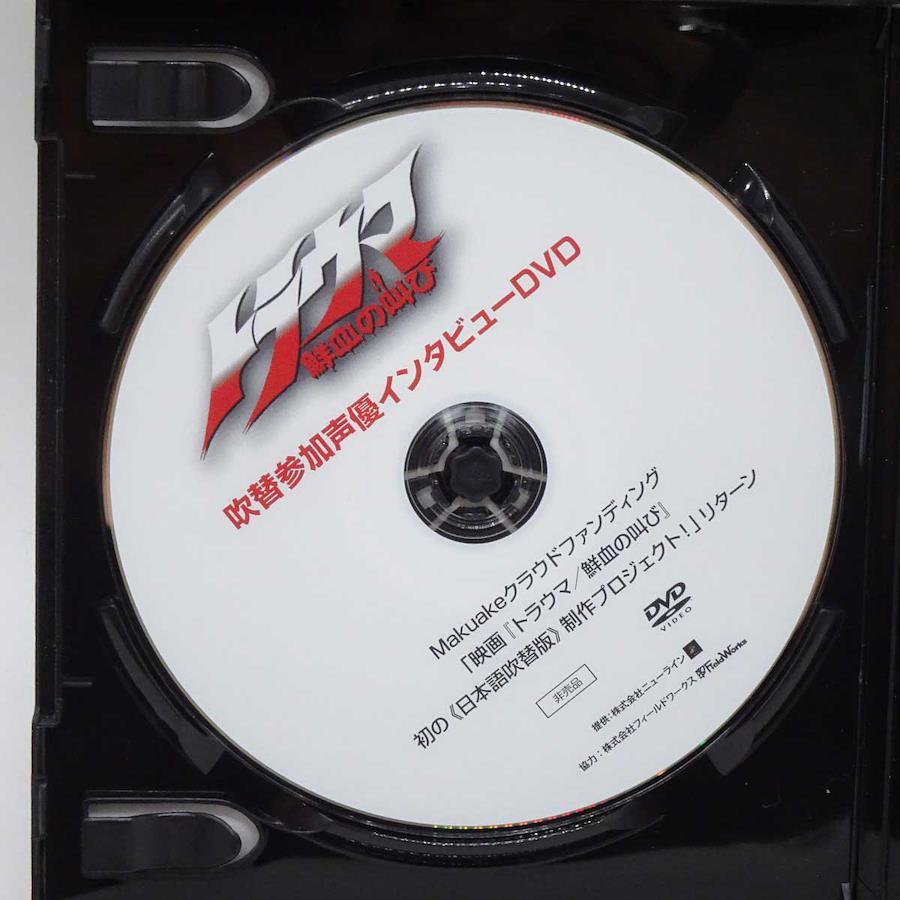 トラウマ
鮮血の叫び
吹替参加声優インタビューDVD
Makuakeクラウドファンディング
「映画『トラウマ／鮮血の叫び』
初の《日本語吹替版》制作プロジェクト！」リターン
非売品
DVD
VIDEO
提供：株式会社ニューライン
協力：株式会社フィールドワークス FieldWorks